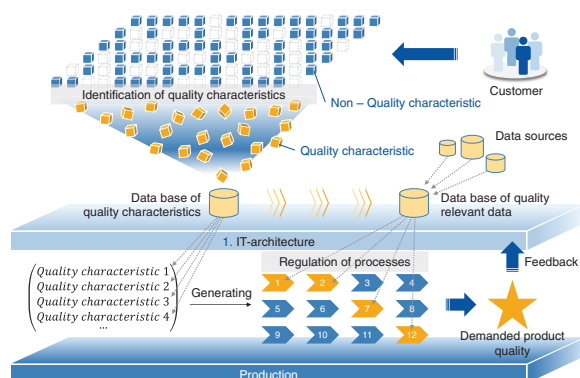 Identification of quality characteristics
Non – Quality characteristic
Customer
Quality characteristic
Data sources
Data base of
quality characteristics
Data base of quality
relevant data
1. IT-architecture
Regulation of processes
Feedback
Quality characteristic 1
Quality characteristic 2
Quality characteristic 3
Quality characteristic 4
...
Generating
1 2 3 4
5 6 7 8
9 10 11 12
Demanded product
quality
Production